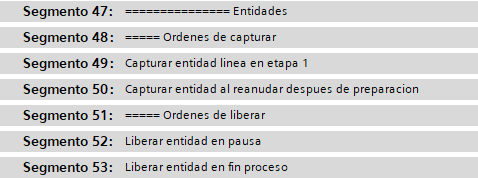 Segmento 47: =============== Entidades
Segmento 48: ===== Ordenes de capturar
Segmento 49: Capturar entidad linea en etapa 1
Segmento 50: Capturar entidad al reanudar despues de preparacion
Segmento 51: ===== Ordenes de liberar
Segmento 52: Liberar entidad en pausa
Segmento 53: Liberar entidad en fin proceso